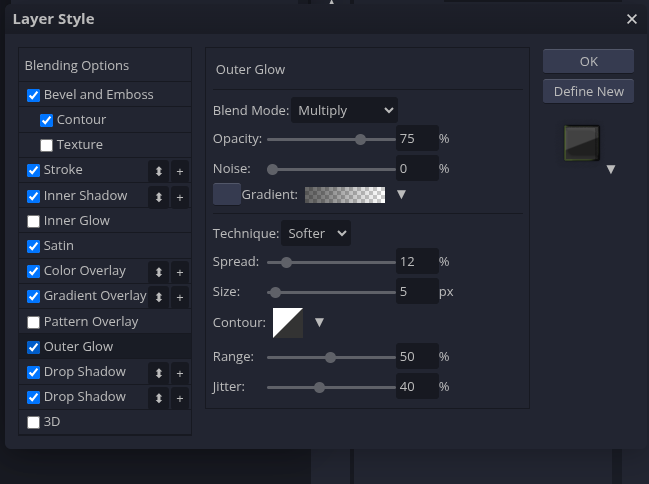 Layer Style
Blending Options
Bevel and Emboss
Contour
Texture
Stroke
Inner Shadow
Inner Glow
Satin
Color Overlay
Gradient Overlay
Pattern Overlay
Outer Glow
Drop Shadow
Drop Shadow
3D
Outer Glow
Blend Mode: Multiply
Opacity: 75 %
Noise: 0 %
Gradient:
Technique: Softer
Spread: 12 %
Size: 5 px
Contour:
Range: 50 %
Jitter: 40 %
OK
Define New